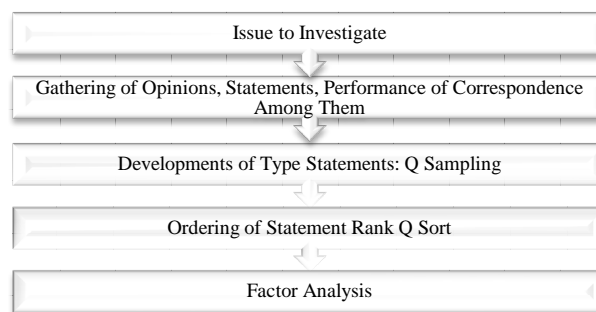 Issue to Investigate
Gathering of Opinions, Statements, Performance of Correspondence
Among Them
Developments of Type Statements: Q Sampling
Ordering of Statement Rank Q Sort
Factor Analysis